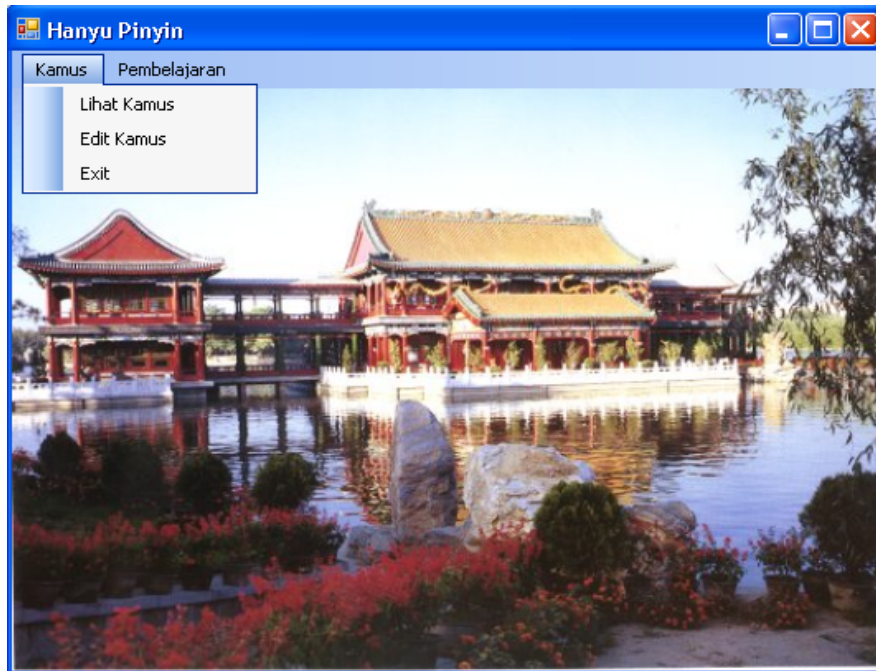 Hanyu Pinyin
Kamus Pembelajaran
Lihat Kamus
Edit Kamus
Exit